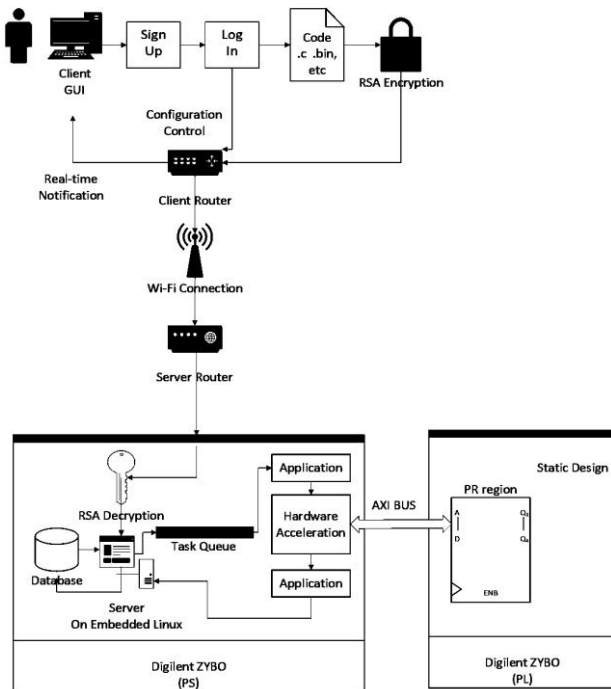 Client
GUI
Sign
Up
Log
In
Code
.c .bin,
etc
RSA Encryption
Configuration
Control
Real-time
Notification
Client Router
Wi-Fi Connection
Server Router
RSA Decryption
Database
Server
On Embedded Linux
Task Queue
Application
Hardware
Acceleration
Application
Digilent ZYBO
(PS)
AXI BUS
Static Design
PR region
A
D
ENB
Digilent ZYBO
(PL)